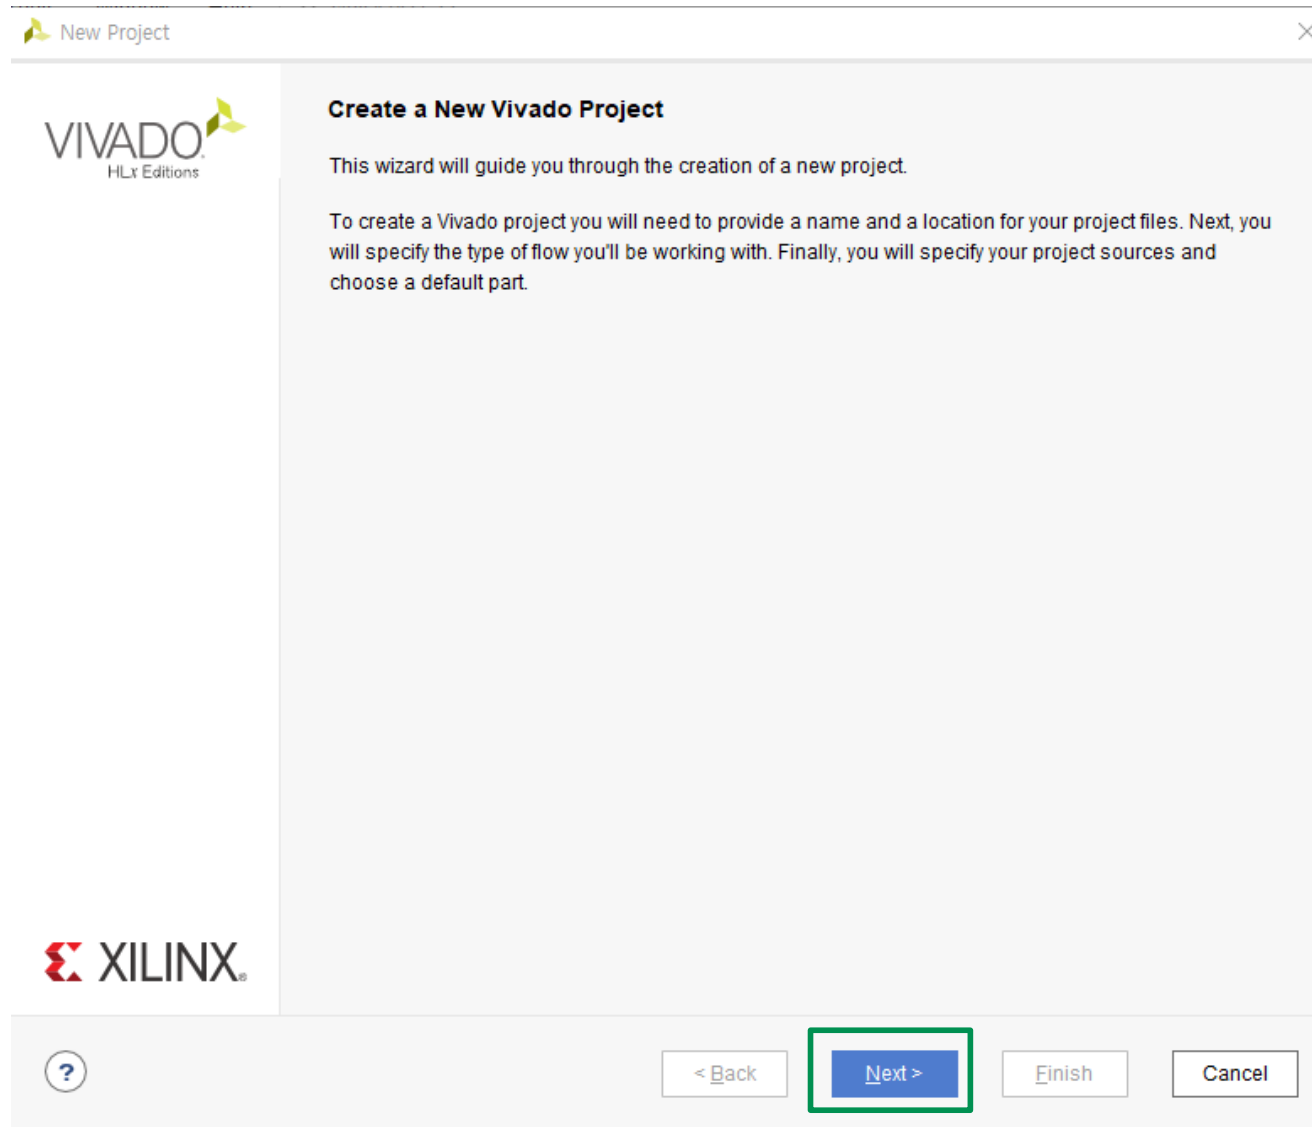 New Project
VIVADO.
HLx Editions
Create a New Vivado Project
This wizard will guide you through the creation of a new project.
To create a Vivado project you will need to provide a name and a location for your project files. Next, you
will specify the type of flow you'll be working with. Finally, you will specify your project sources and
choose a default part.
XILINX®
? < Back Next > Finish Cancel